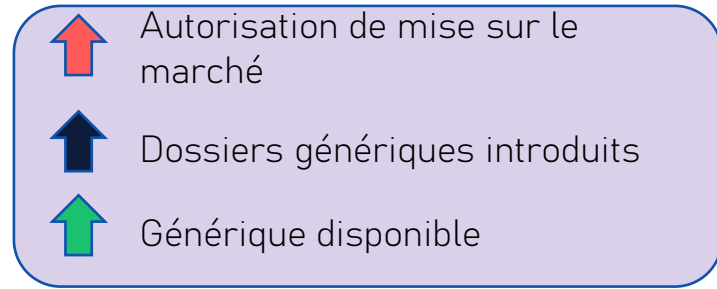 Autorisation de mise sur le
marché
Dossiers génériques introduits
Générique disponible